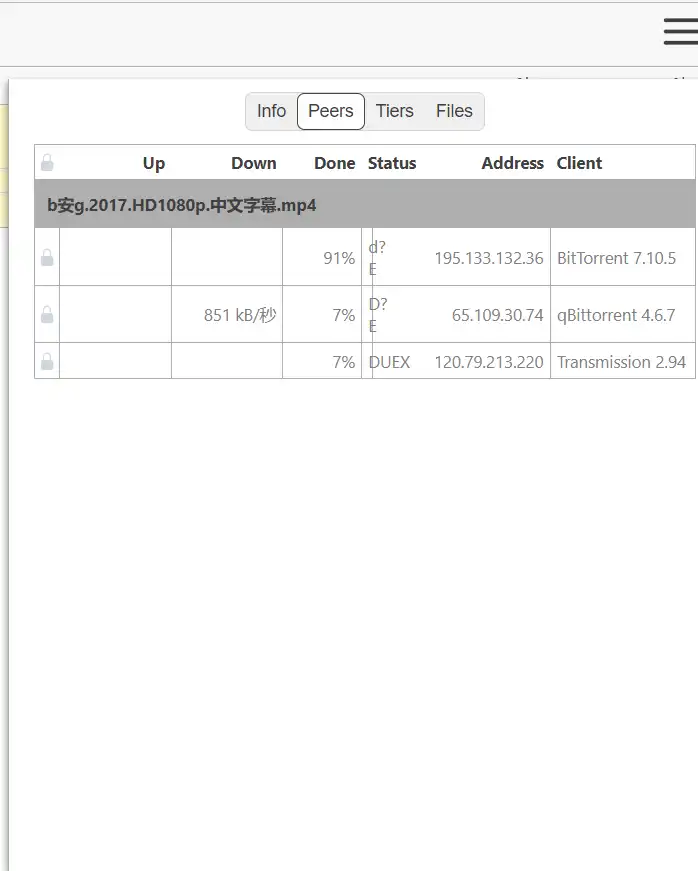 Info Peers Tiers Files
Up Down Done Status Address Client
b安g.2017.HD1080p.中文字幕.mp4
91% d?
E 195.133.132.36 BitTorrent 7.10.5
851 kB/秒 7% D?
E 65.109.30.74 qBittorrent 4.6.7
7% DUEX 120.79.213.220 Transmission 2.94